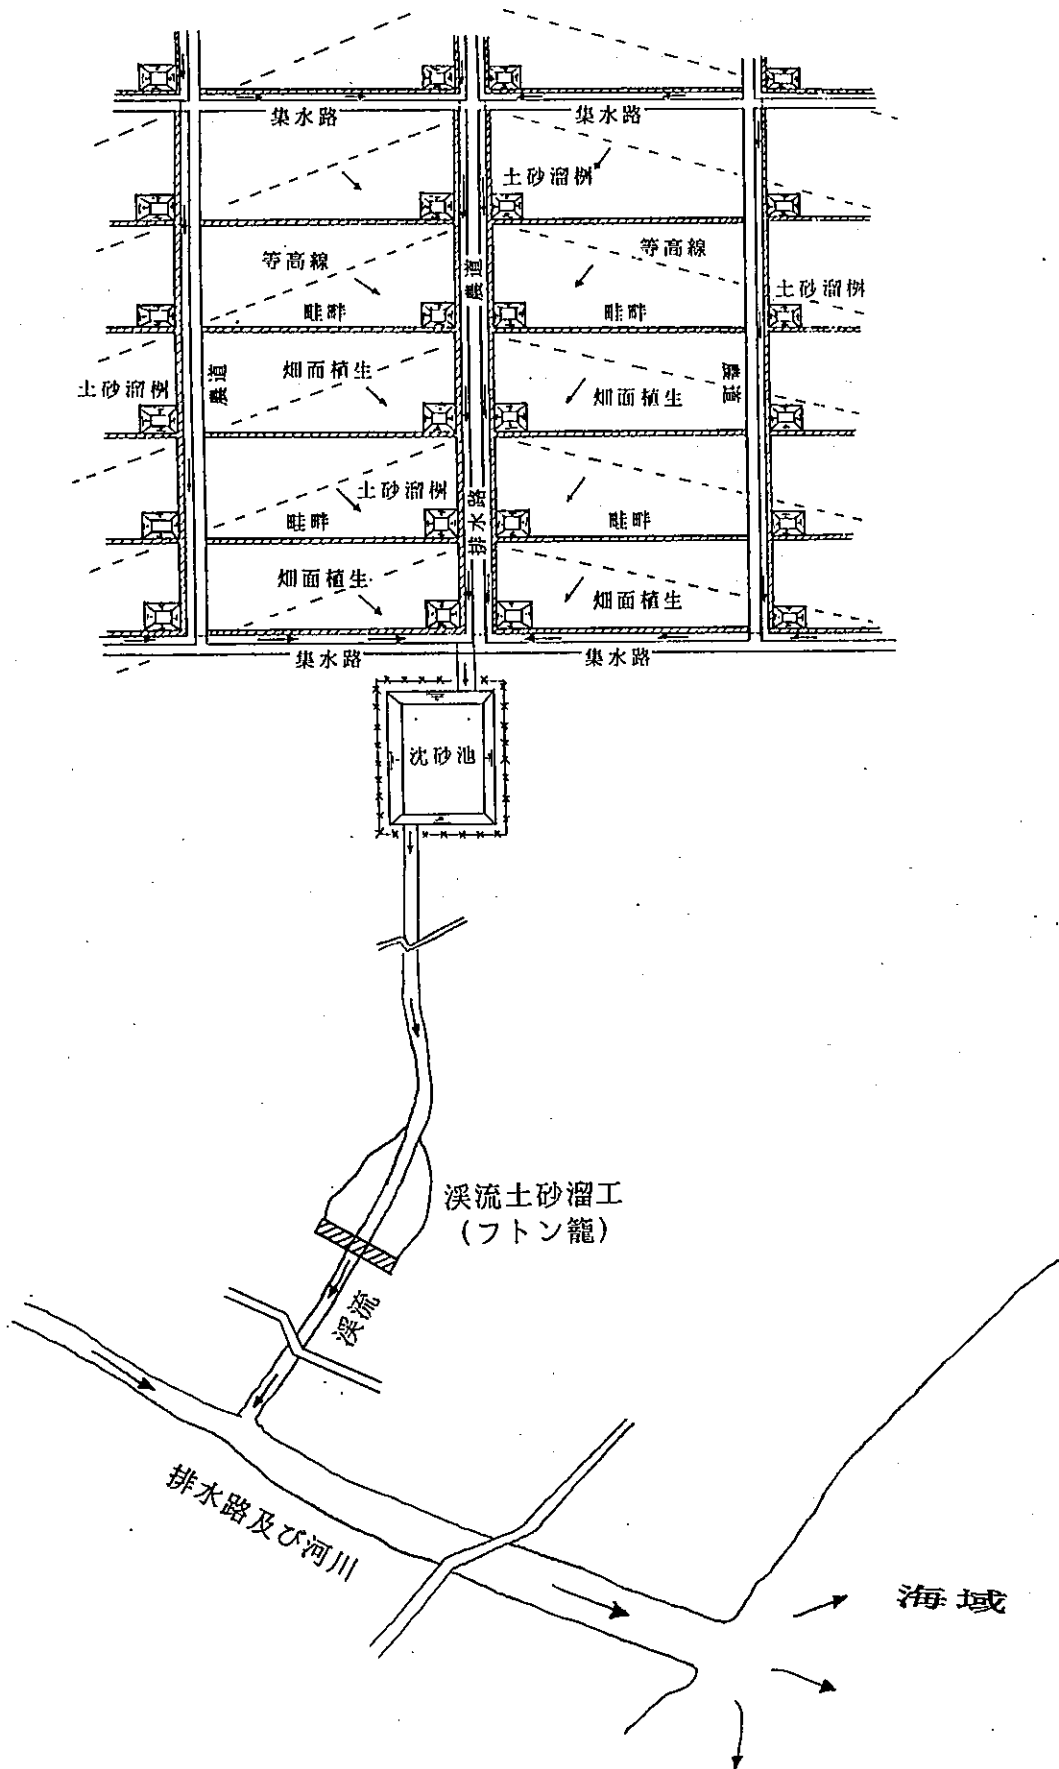 集水路
集水路
土砂溜桝
等高線
農道
等高線
土砂溜桝
畦畔
畦畔
土砂溜桝
農道
畑面植生
畑面植生
農道
土砂溜桝
畦畔
排水路
畦畔
畑面植生
畑面植生
集水路
集水路
沈砂池
渓流土砂溜工
(フトン籠)
渓流
排水路及び河川
海域